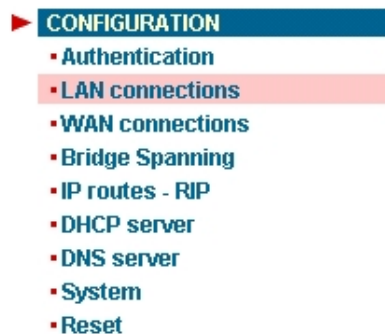 CONFIGURATION
Authentication
LAN connections
WAN connections
Bridge Spanning
IP routes - RIP
DHCP server
DNS server
System
Reset